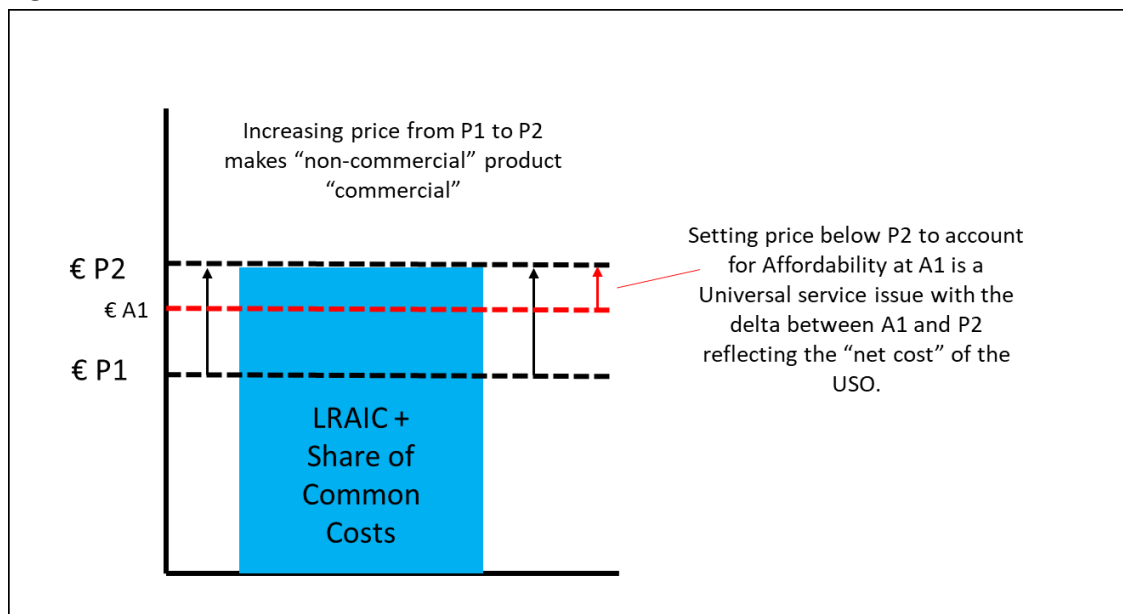 Increasing price from P1 to P2
makes “non-commercial” product
“commercial”
Setting price below P2 to account
for Affordability at A1 is a
Universal service issue with the
delta between A1 and P2
reflecting the “net cost” of the
USO.
€ P2
€ A1
€ P1
LRAIC +
Share of
Common
Costs